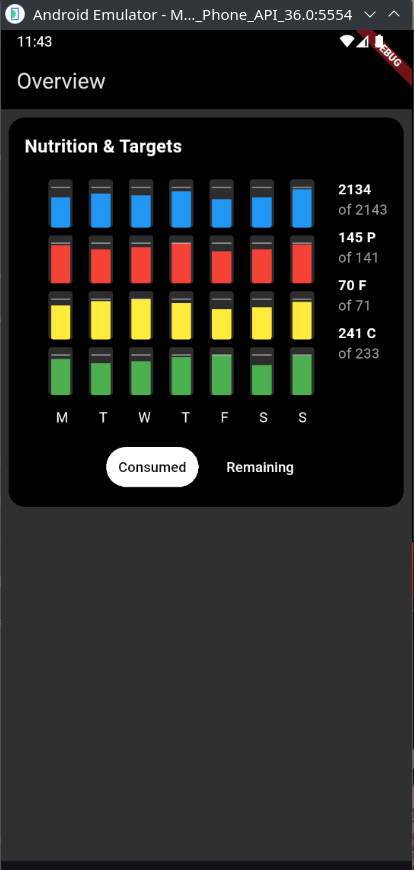 Android Emulator - M..._Phone_API_36.0:5554
11:43
DEBUG
Overview
Nutrition & Targets
2134
of 2143
145 P
of 141
70 F
of 71
241 C
of 233
M T W T F S S
Consumed Remaining